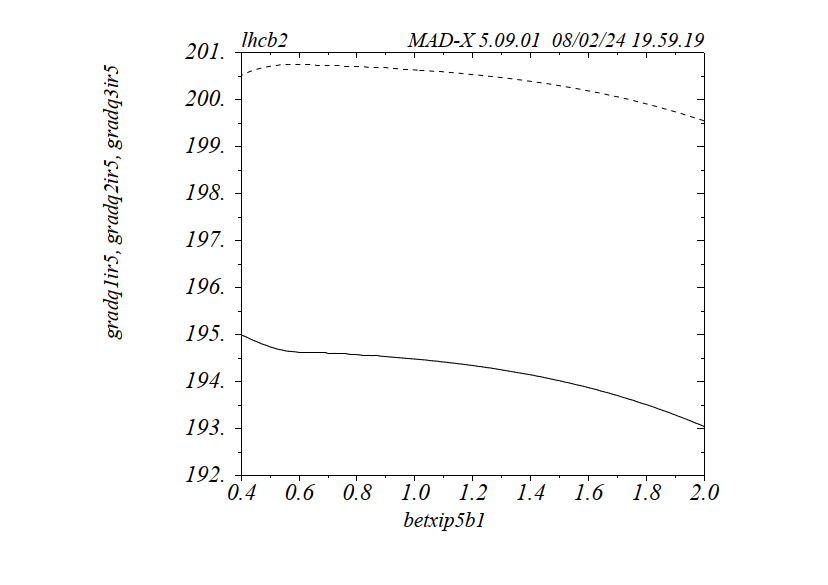 lhcb2 MAD-X 5.09.01 08/02/24 19.59.19
201.
200.
199.
198.
197.
196.
195.
194.
193.
192.
gradq1ir5, gradq2ir5, gradq3ir5
0.4 0.6 0.8 1.0 1.2 1.4 1.6 1.8 2.0
betxip5b1